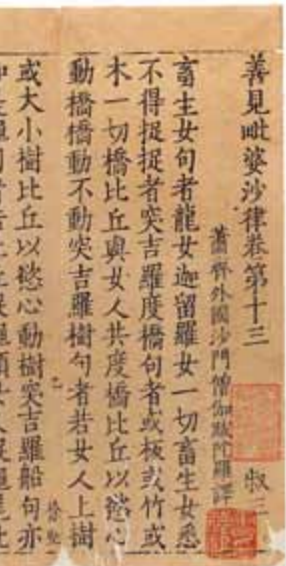 善見毗婆沙律卷第十三 淑三
蕭齊外國沙門僧伽跋陀羅譯
畜生女句者龍女迦留羅女一切畜生女悉
不得捉捉者突吉羅度橋句者或板或竹或
木一切橋比丘與女人共度橋比丘以慾心
動橋橋動不動突吉羅樹句者若女人上樹
或大小樹比丘以慾心動樹突吉羅船句亦